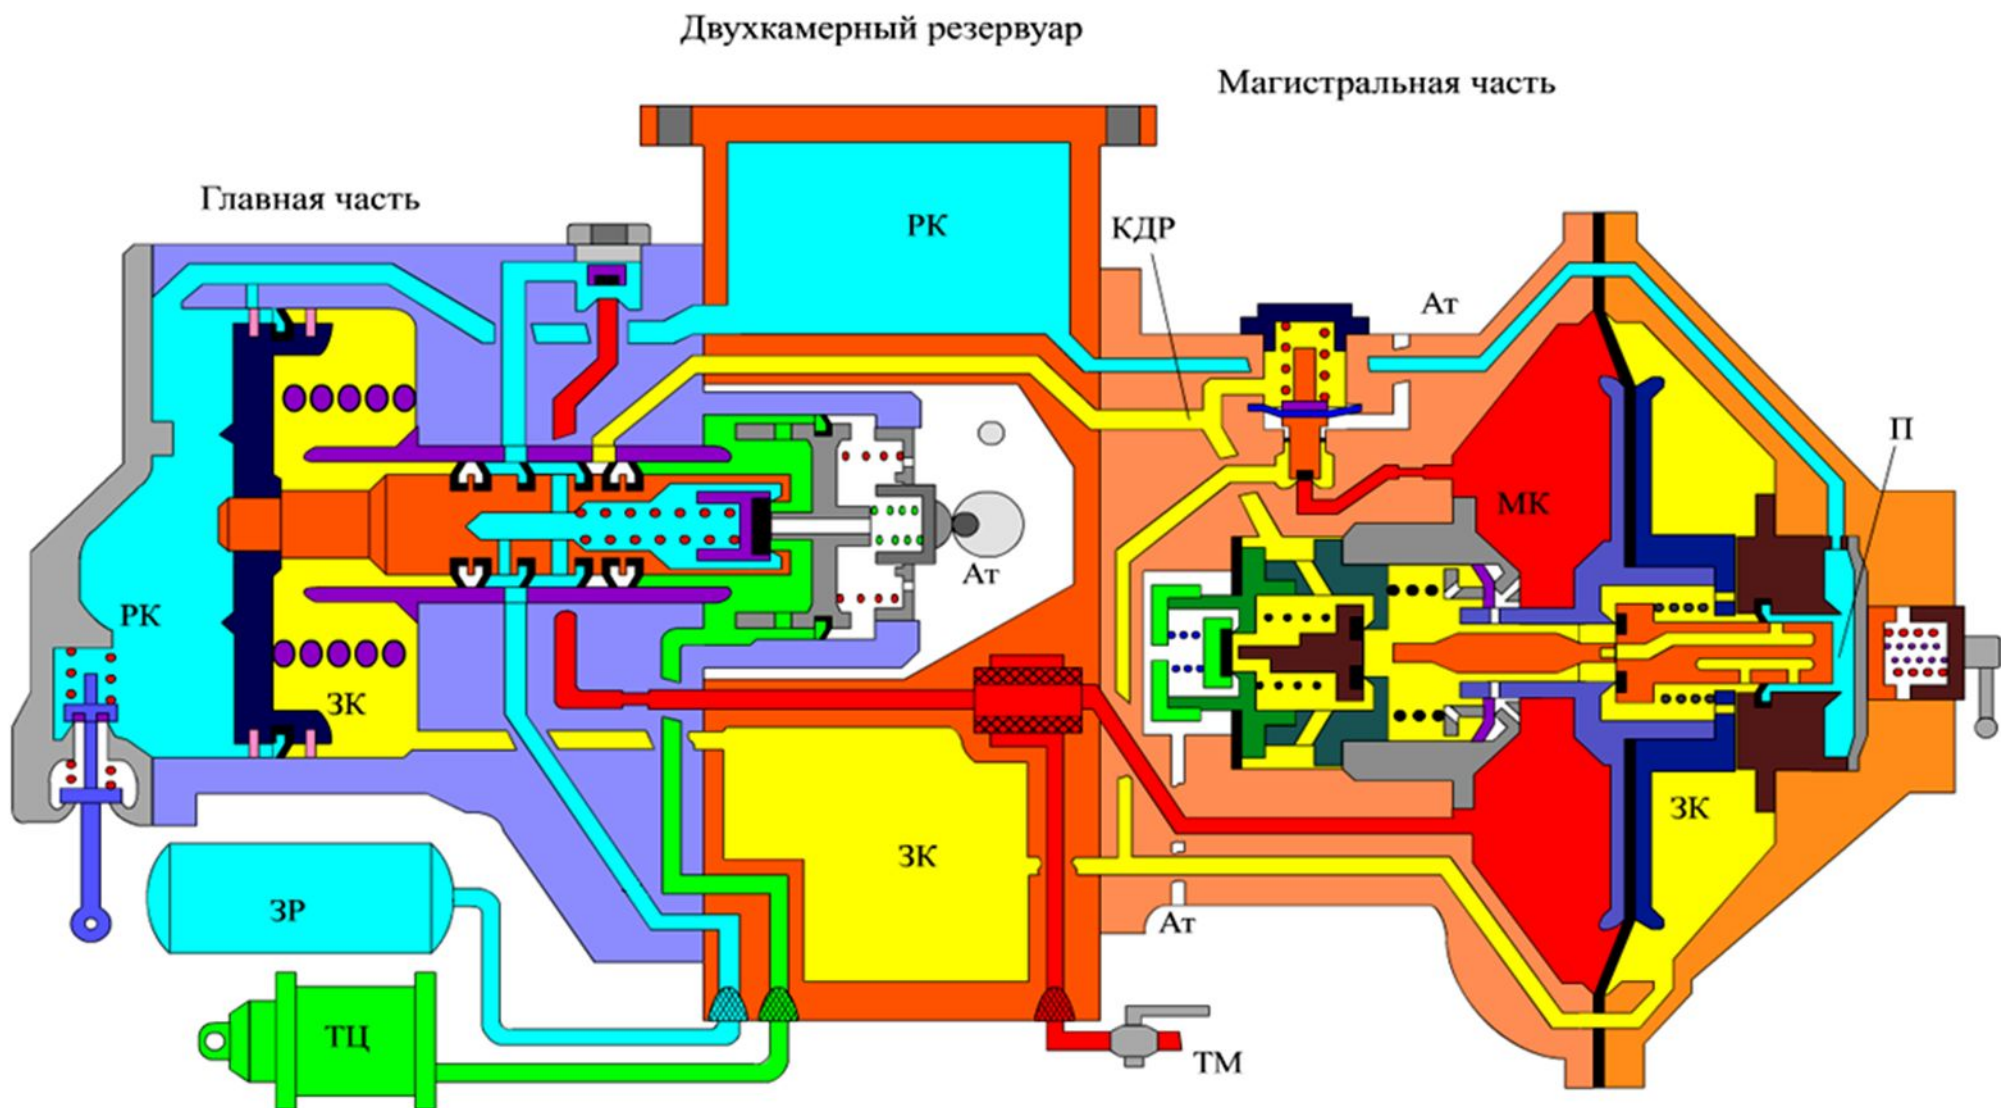 Двухкамерный резервуар
Магистральная часть
Главная часть
РК
КДР
Ат
П
МК
Ат
РК
ЗК
ЗК
ЗК
ЗР
Ат
ТЦ
ТМ